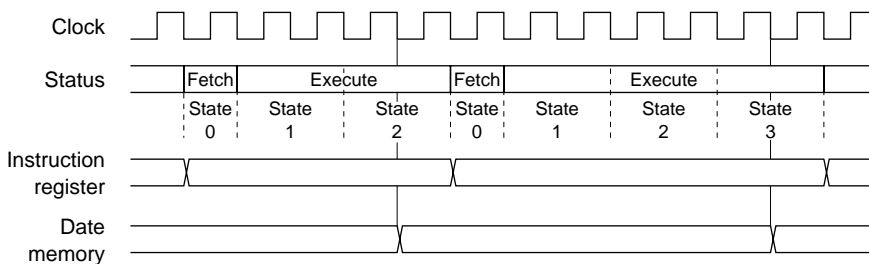 Clock
Status
Fetch
Execute
Fetch
Execute
State
0
State
1
State
2
State
0
State
1
State
2
State
3
Instruction
register
Date
memory